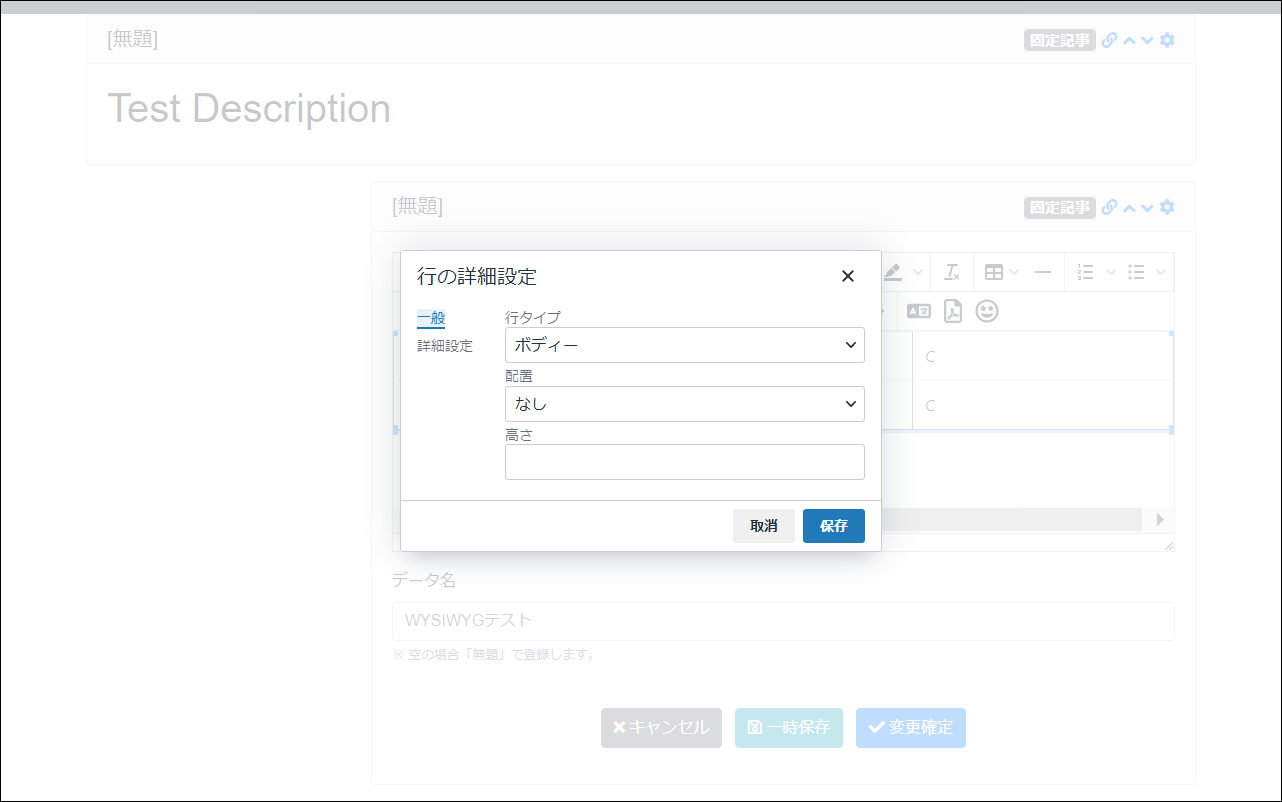 [無題]
固定記事
Test Description
[無題]
固定記事
行の詳細設定
一般
詳細設定
行タイプ
ボディー
配置
なし
高さ
取消
保存
C
C
データ名
WYSIWYGテスト
※ 空の場合「無題」で登録します。
キャンセル
一時保存
変更確定